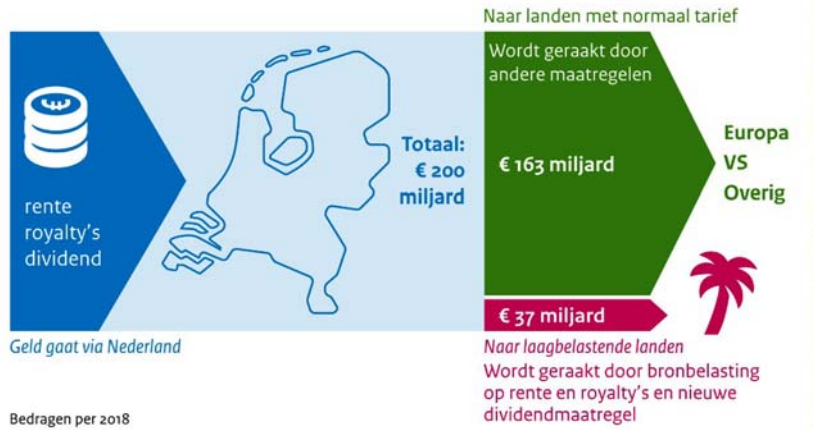 Naar landen met normaal tarief
Wordt geraakt door
andere maatregelen
Totaal:
€ 200
miljard
€ 163 miljard
Europa
VS
Overig
rente
royalty's
dividend
€ 37 miljard
Geld gaat via Nederland
Naar laagbelastende landen
Wordt geraakt door bronbelasting
op rente en royalty's en nieuwe
dividendmaatregel
Bedragen per 2018